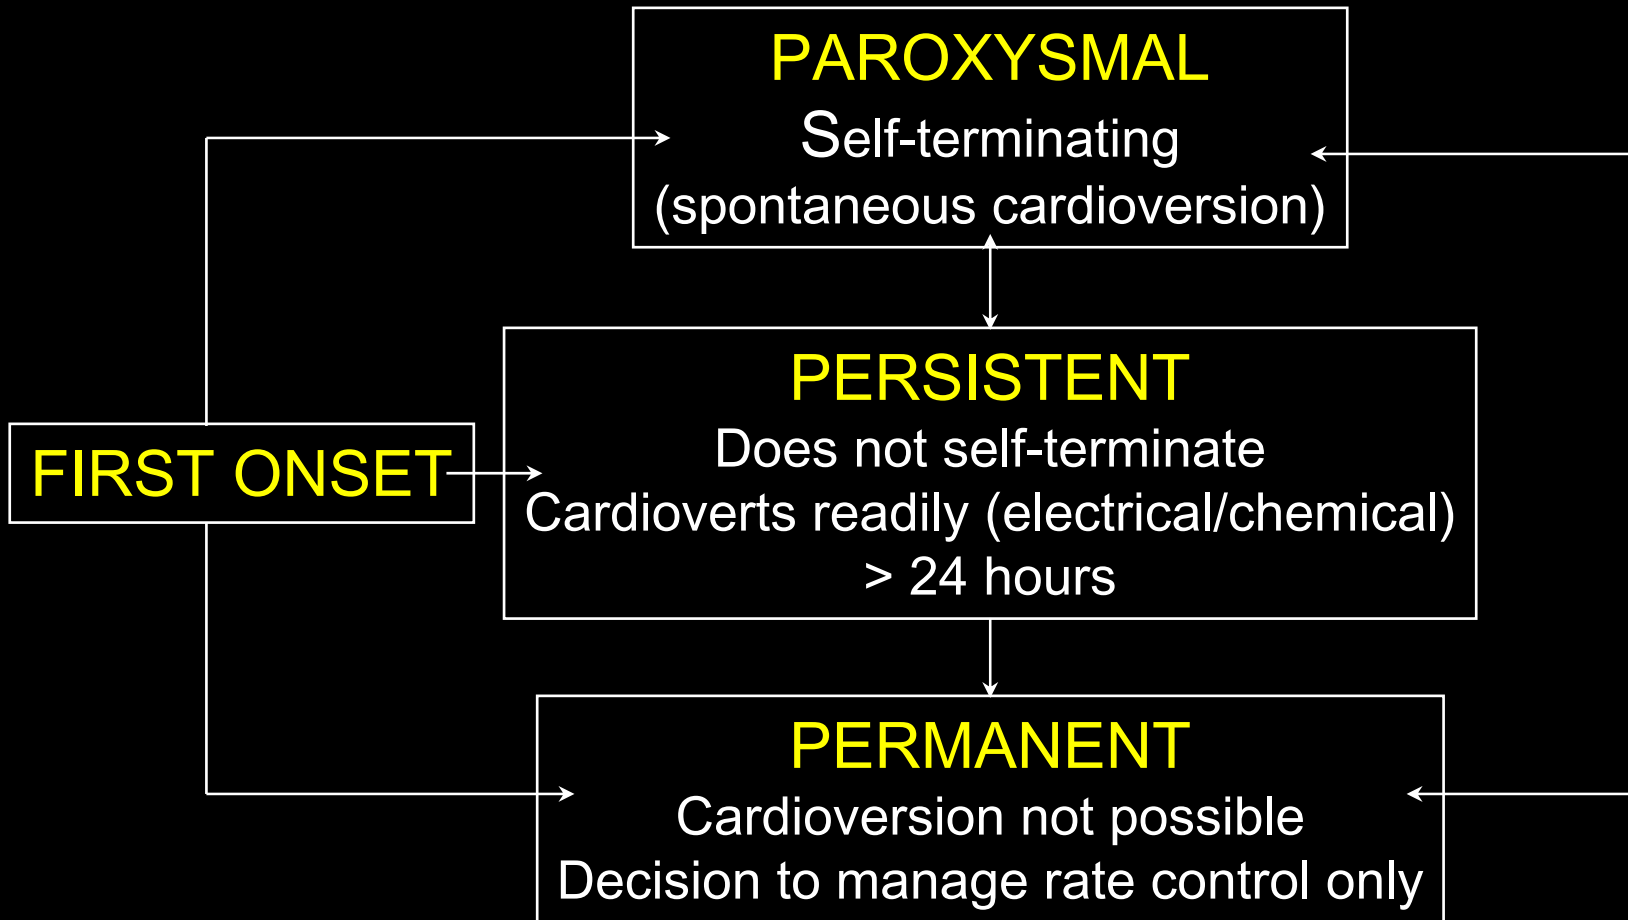 PAROXYSMAL
Self-terminating
(spontaneous cardioversion)
FIRST ONSET
PERSISTENT
Does not self-terminate
Cardioverts readily (electrical/chemical)
> 24 hours
PERMANENT
Cardioversion not possible
Decision to manage rate control only